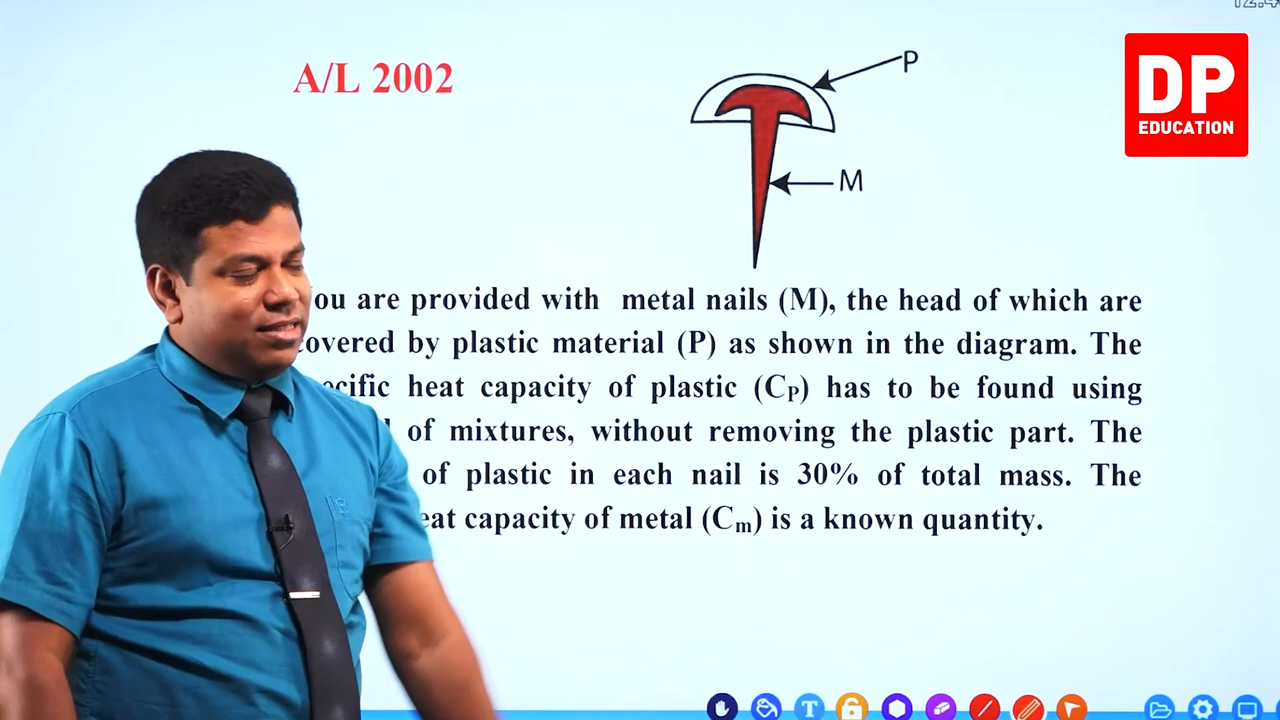 A/L 2002
P
DP
EDUCATION
M
ou are provided with metal nails (M), the head of which are
covered by plastic material (P) as shown in the diagram. The
heat capacity of plastic (CP) has to be found using
of mixtures, without removing the plastic part. The
of plastic in each nail is 30% of total mass. The
eat capacity of metal (Cm) is a known quantity.
T